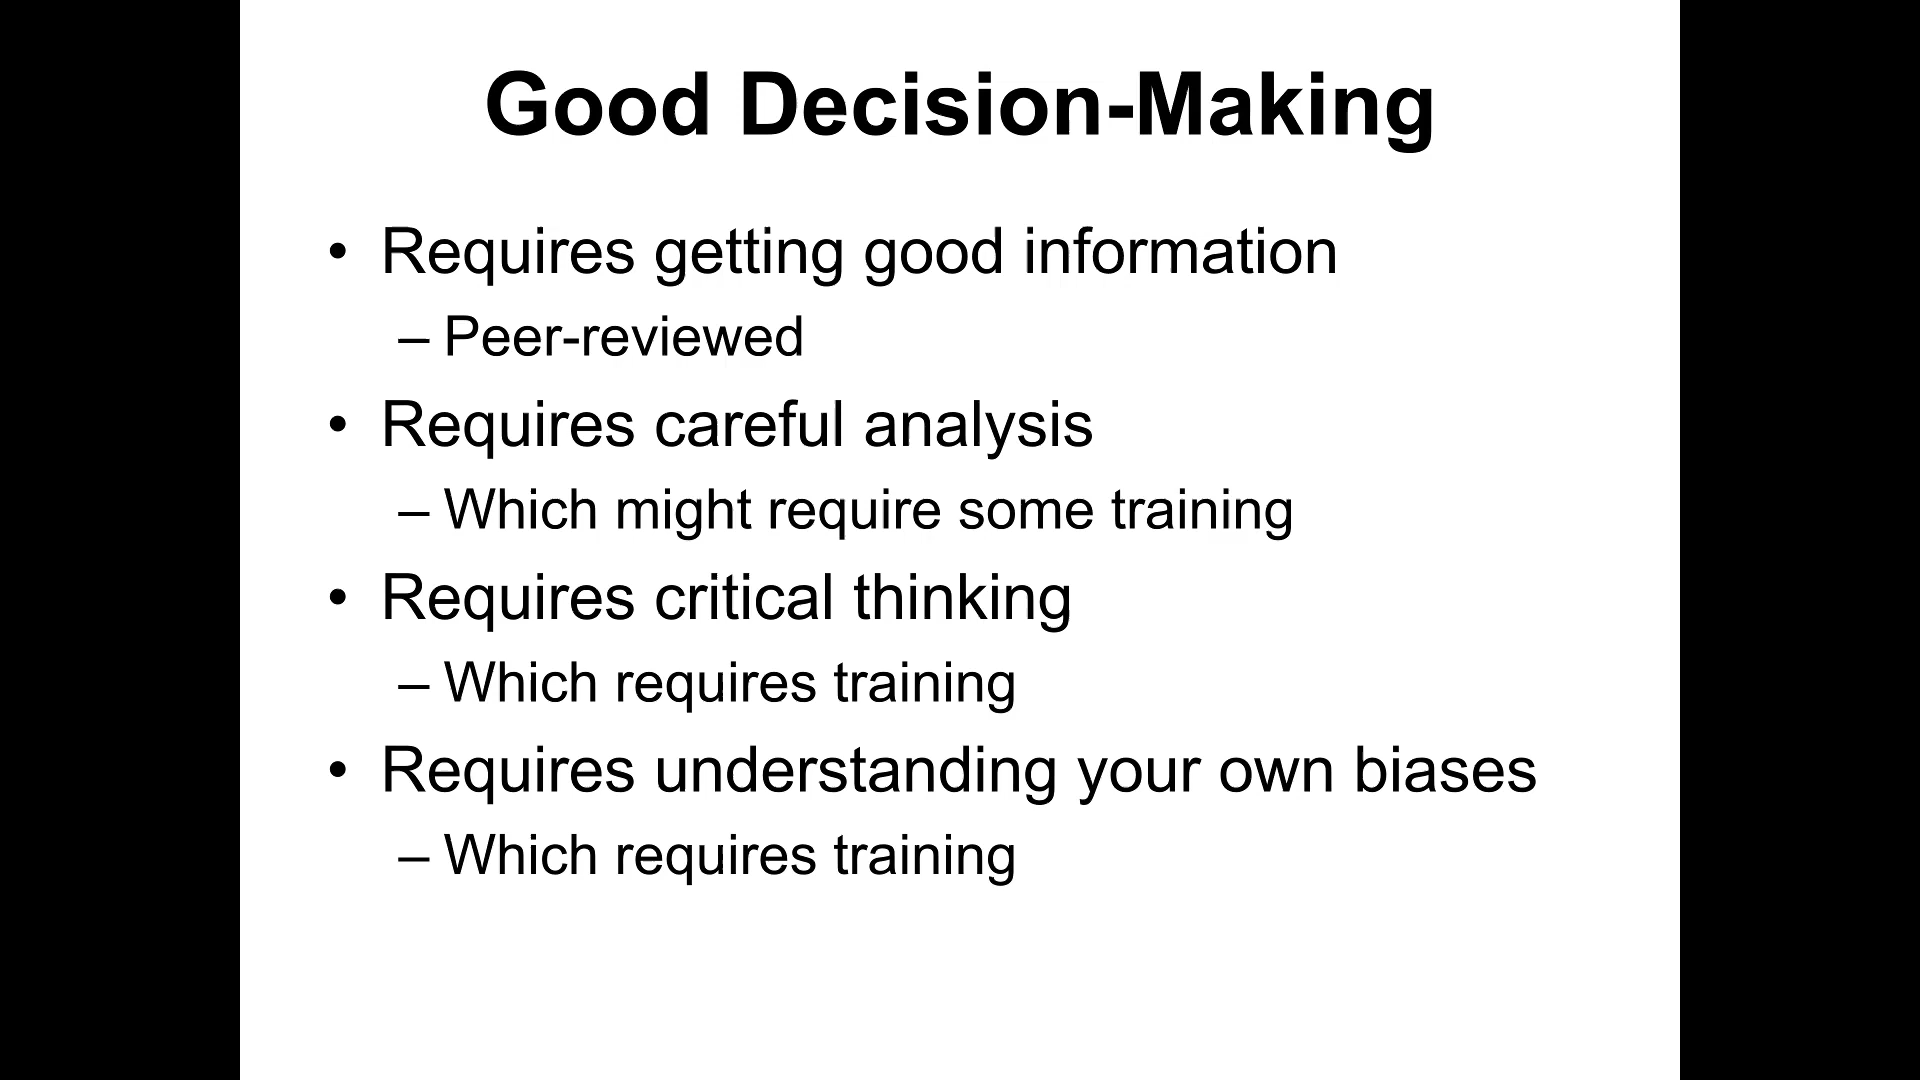 Good Decision-Making
• Requires getting good information
– Peer-reviewed
• Requires careful analysis
– Which might require some training
• Requires critical thinking
– Which requires training
• Requires understanding your own biases
– Which requires training